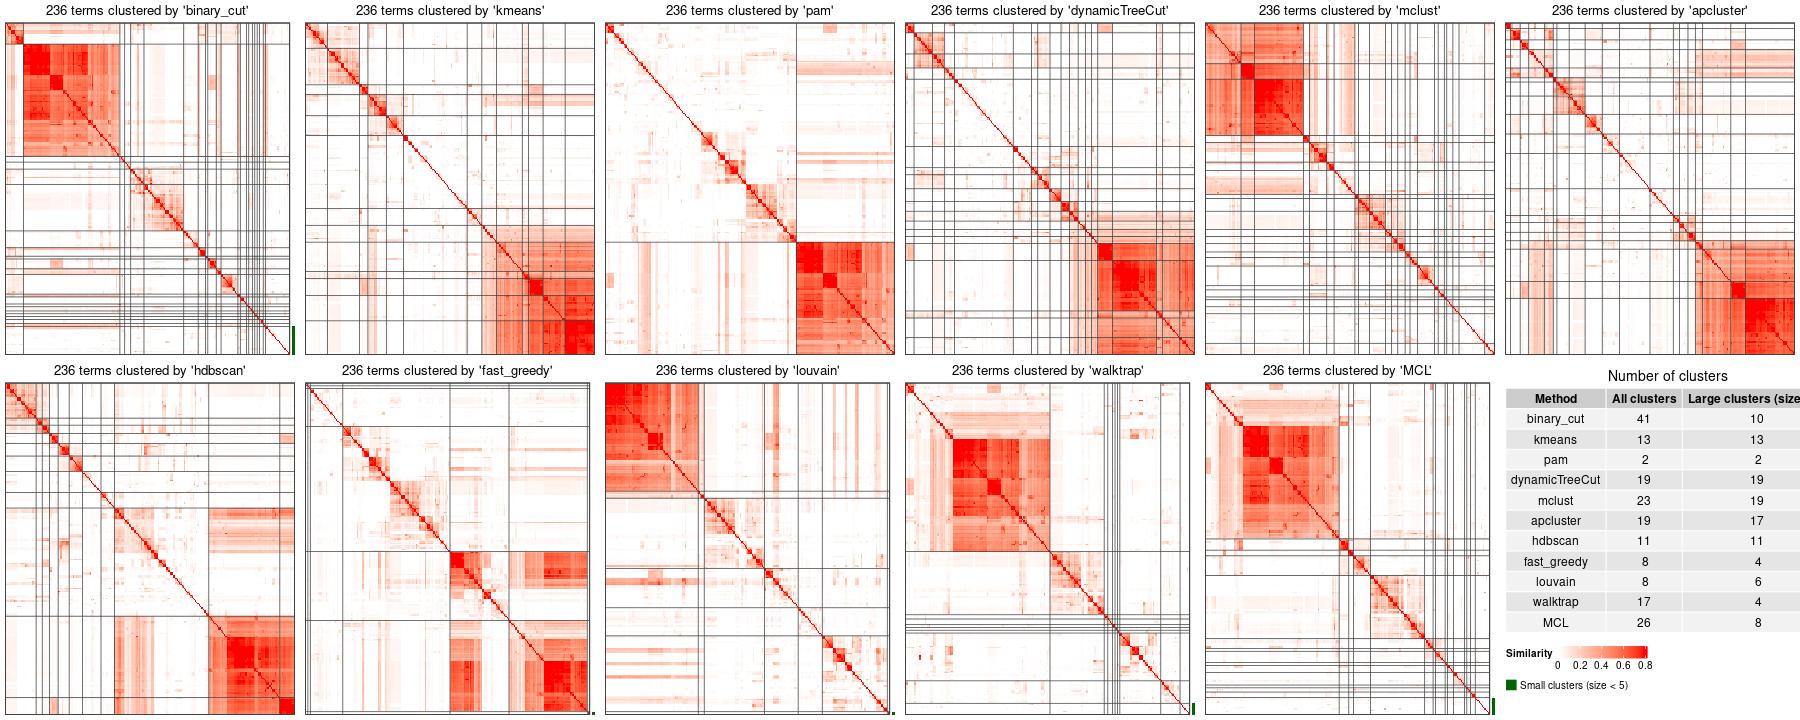 236 terms clustered by 'binary_cut'
236 terms clustered by 'kmeans'
236 terms clustered by 'pam'
236 terms clustered by 'dynamicTreeCut'
236 terms clustered by 'mclust'
236 terms clustered by 'apcluster'
236 terms clustered by 'hdbscan'
236 terms clustered by 'fast_greedy'
236 terms clustered by 'louvain'
236 terms clustered by 'walktrap'
236 terms clustered by 'MCL'
Number of clusters
Method All clusters Large clusters (size
binary_cut 41 10
kmeans 13 13
pam 2 2
dynamicTreeCut 19 19
mclust 23 19
apcluster 19 17
hdbscan 11 11
fast_greedy 8 4
louvain 8 6
walktrap 17 4
MCL 26 8
Similarity
0 0.2 0.4 0.6 0.8
Small clusters (size < 5)